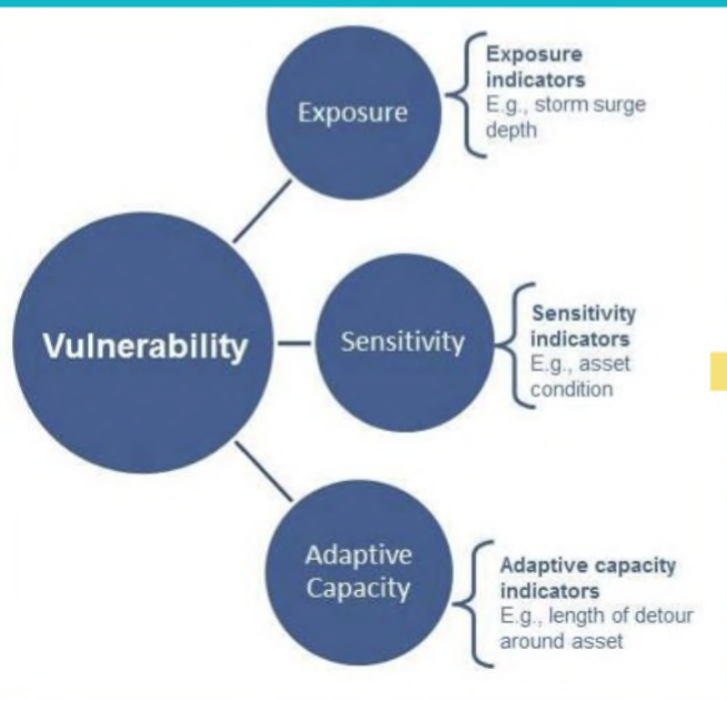 Exposure
Exposure
indicators
E.g., storm surge
depth
Vulnerability
Sensitivity
Sensitivity
indicators
E.g., asset
condition
Adaptive
Capacity
Adaptive capacity
indicators
E.g., length of detour
around asset